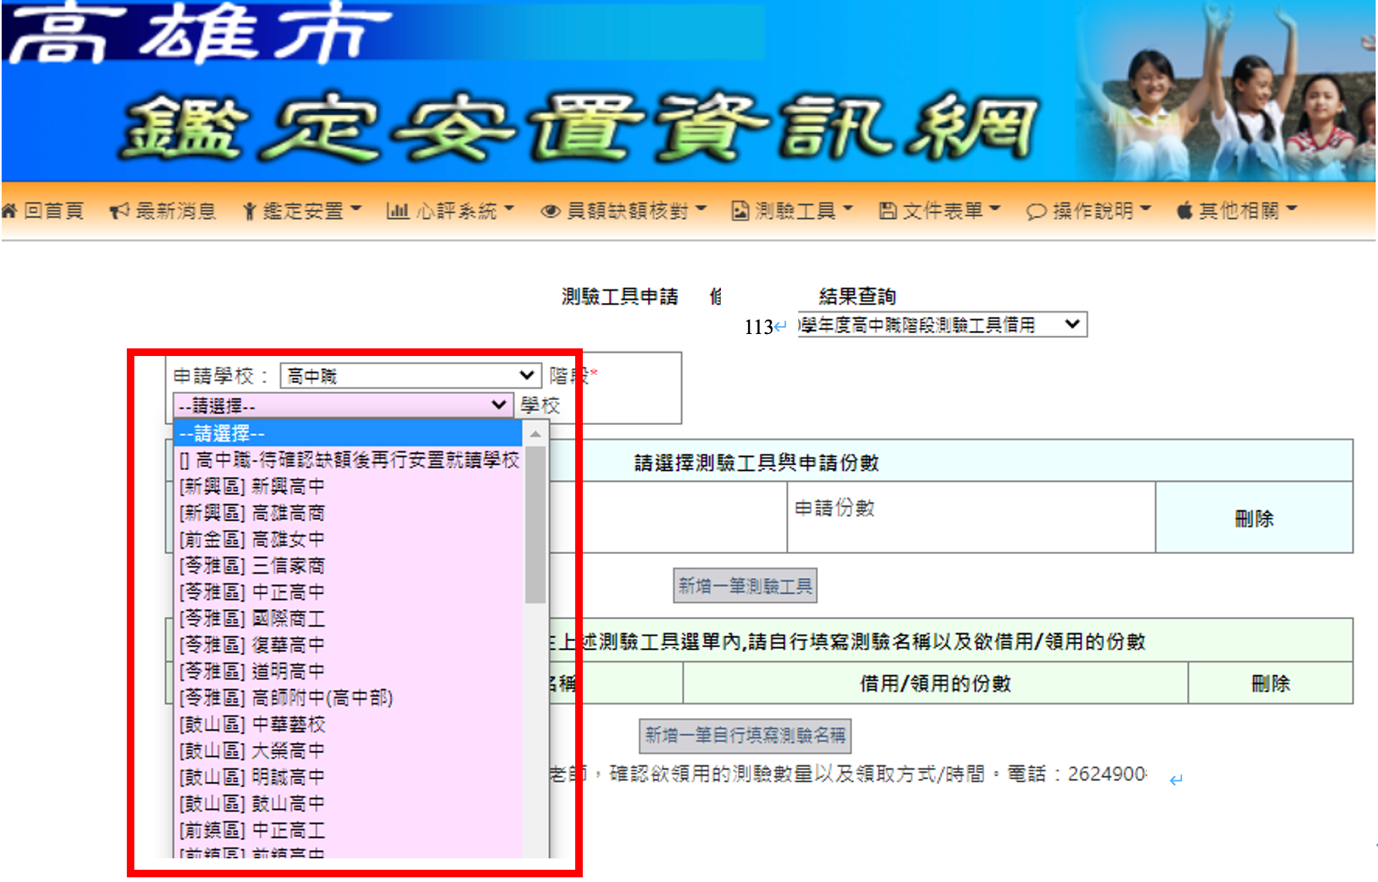 高雄市
鑑定安置資訊網
回首頁 最新消息 鑑定安置 心評系統 員額缺額核對 測驗工具 文件表單 操作說明 其他相關
測驗工具申請 結果查詢
113 學年度高中職階段測驗工具借用
申請學校： 高中職 階段*
--請選擇-- 學校
--請選擇--
[] 高中職-待確認缺額後再行安置就讀學校
請選擇測驗工具與申請份數
[新興區] 新興高中
[新興區] 高雄高商
申請份數 刪除
[前金區] 高雄女中
[苓雅區] 三信家商
[苓雅區] 中正高中
新增一筆測驗工具
[苓雅區] 國際商工
[苓雅區] 復華高中
上述測驗工具選單內,請自行填寫測驗名稱以及欲借用/領用的份數
[苓雅區] 道明高中
名稱 借用/領用的份數 刪除
[苓雅區] 高師附中(高中部)
[鼓山區] 中華藝校
新增一筆自行填寫測驗名稱
[鼓山區] 大榮高中
[鼓山區] 明誠高中
老師，確認欲領用的測驗數量以及領取方式/時間。電話：2624900
[鼓山區] 鼓山高中
[前鎮區] 中正高工
[前鎮區] 前鎮高中